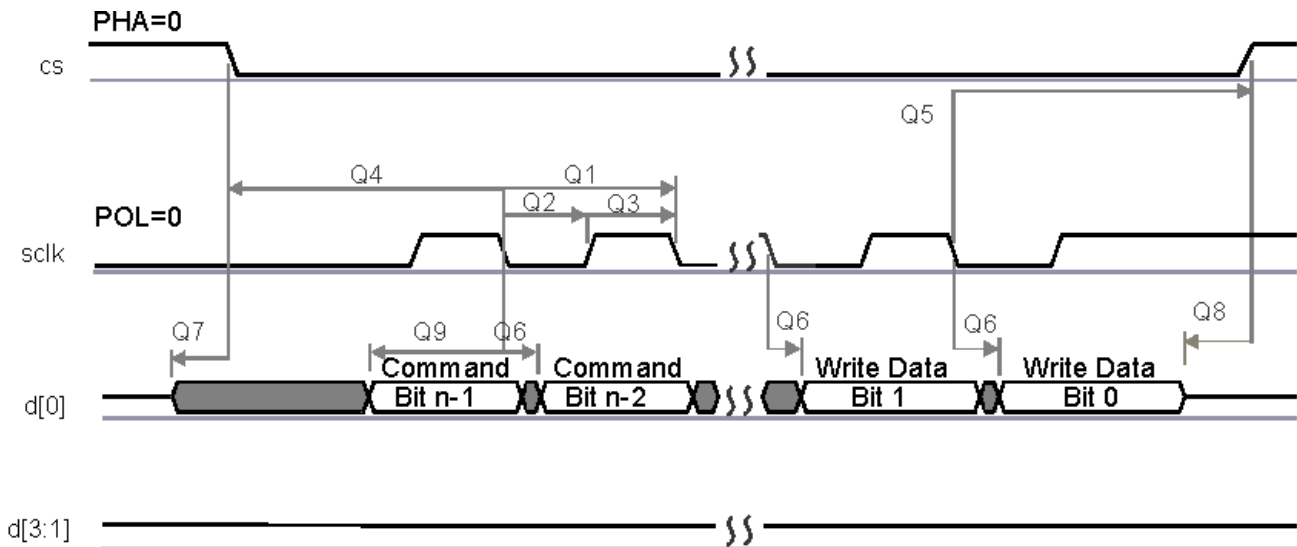 PHA=0
cs
Q5
Q4 Q1
Q2 Q3
POL=0
sclk
Q7 Q9 Q6 Q6 Q6 Q8
Command Command Write Data Write Data
d[0] Bit n-1 Bit n-2 Bit 1 Bit 0
d[3:1]